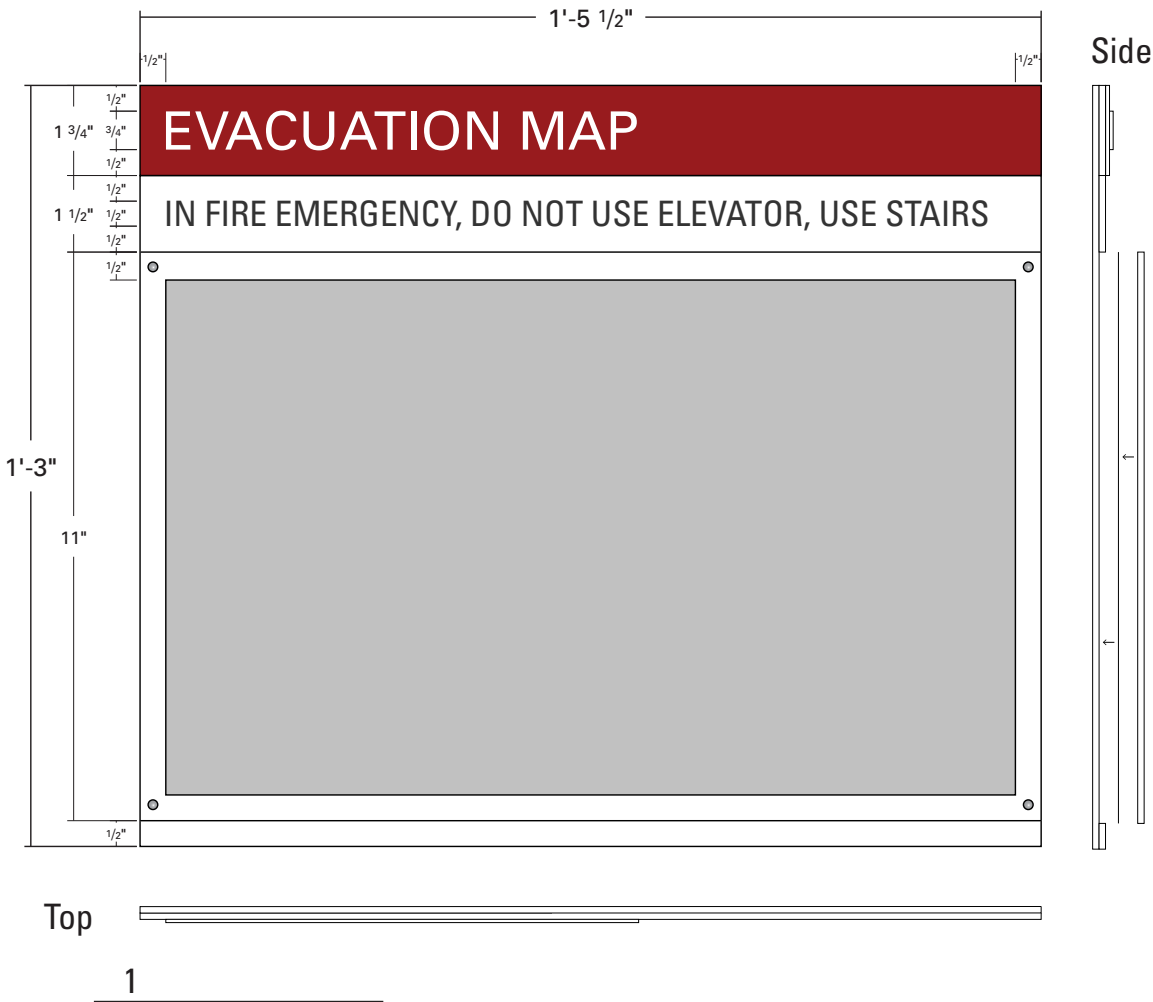 1'-5 1/2"
1/2" 1/2"
Side
1/2"
EVACUATION MAP
1 3/4" 3/4"
1/2"
1/2"
1 1/2" 1/2" IN FIRE EMERGENCY, DO NOT USE ELEVATOR, USE STAIRS
1/2"
1/2"
1'-3"
11"
1/2"
Top
1